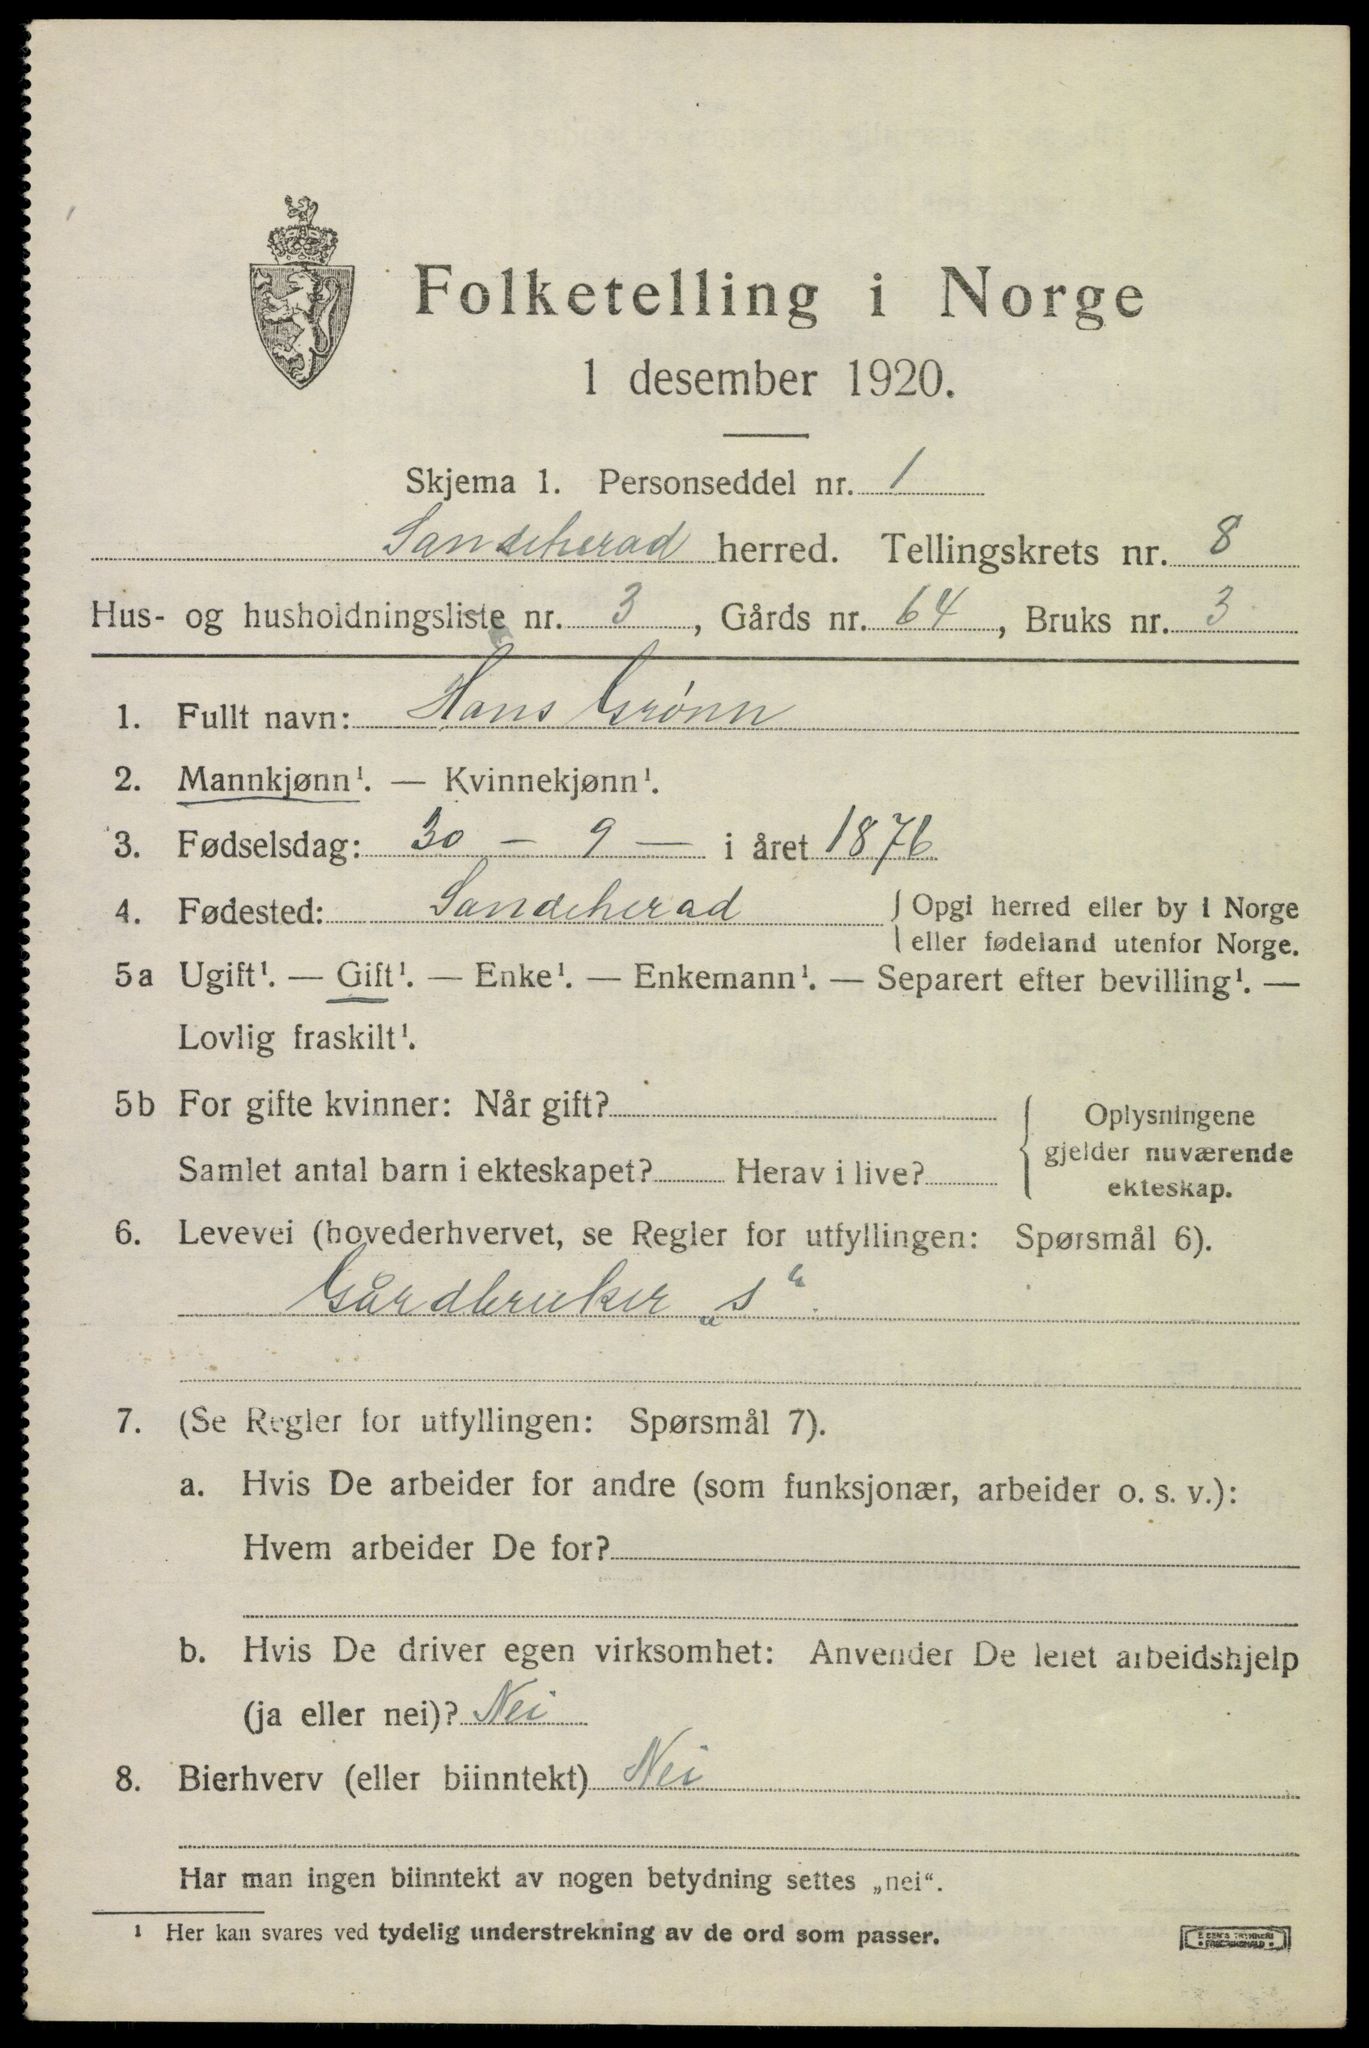 Folketelling i Norge
1 desember 1920.
Skjema 1. Personseddel nr. 1
Sandeherad herred. Tellingskrets nr. 8
Hus- og husholdningsliste nr. 3, Gårds nr. 64, Bruks nr. 3
1. Fullt navn: Hans Grønn
2. Mannkjønn¹. — Kvinnekjønn¹.
3. Fødselsdag: 30 - 9 — i året 1876
4. Fødested: Sandeherad { Opgi herred eller by i Norge
eller fødeland utenfor Norge.
5a Ugift¹. — Gift¹. — Enke¹. — Enkemann¹. — Separert efter bevilling¹. —
Lovlig fraskilt¹.
5b For gifte kvinner: Når gift?
Samlet antal barn i ekteskapet? Herav i live?
Oplysningene
gjelder nuværende
ekteskap.
6. Levevei (hovederhvervet, se Regler for utfyllingen: Spørsmål 6).
Gårdbruker „s“.
7. (Se Regler for utfyllingen: Spørsmål 7).
a. Hvis De arbeider for andre (som funksjonær, arbeider o. s. v.):
Hvem arbeider De for?
b. Hvis De driver egen virksomhet: Anvender De leiet arbeidshjelp
(ja eller nei)? Nei
8. Bierhverv (eller biinntekt) Nei
Har man ingen biinntekt av nogen betydning settes „nei“.
¹ Her kan svares ved tydelig understrekning av de ord som passer.